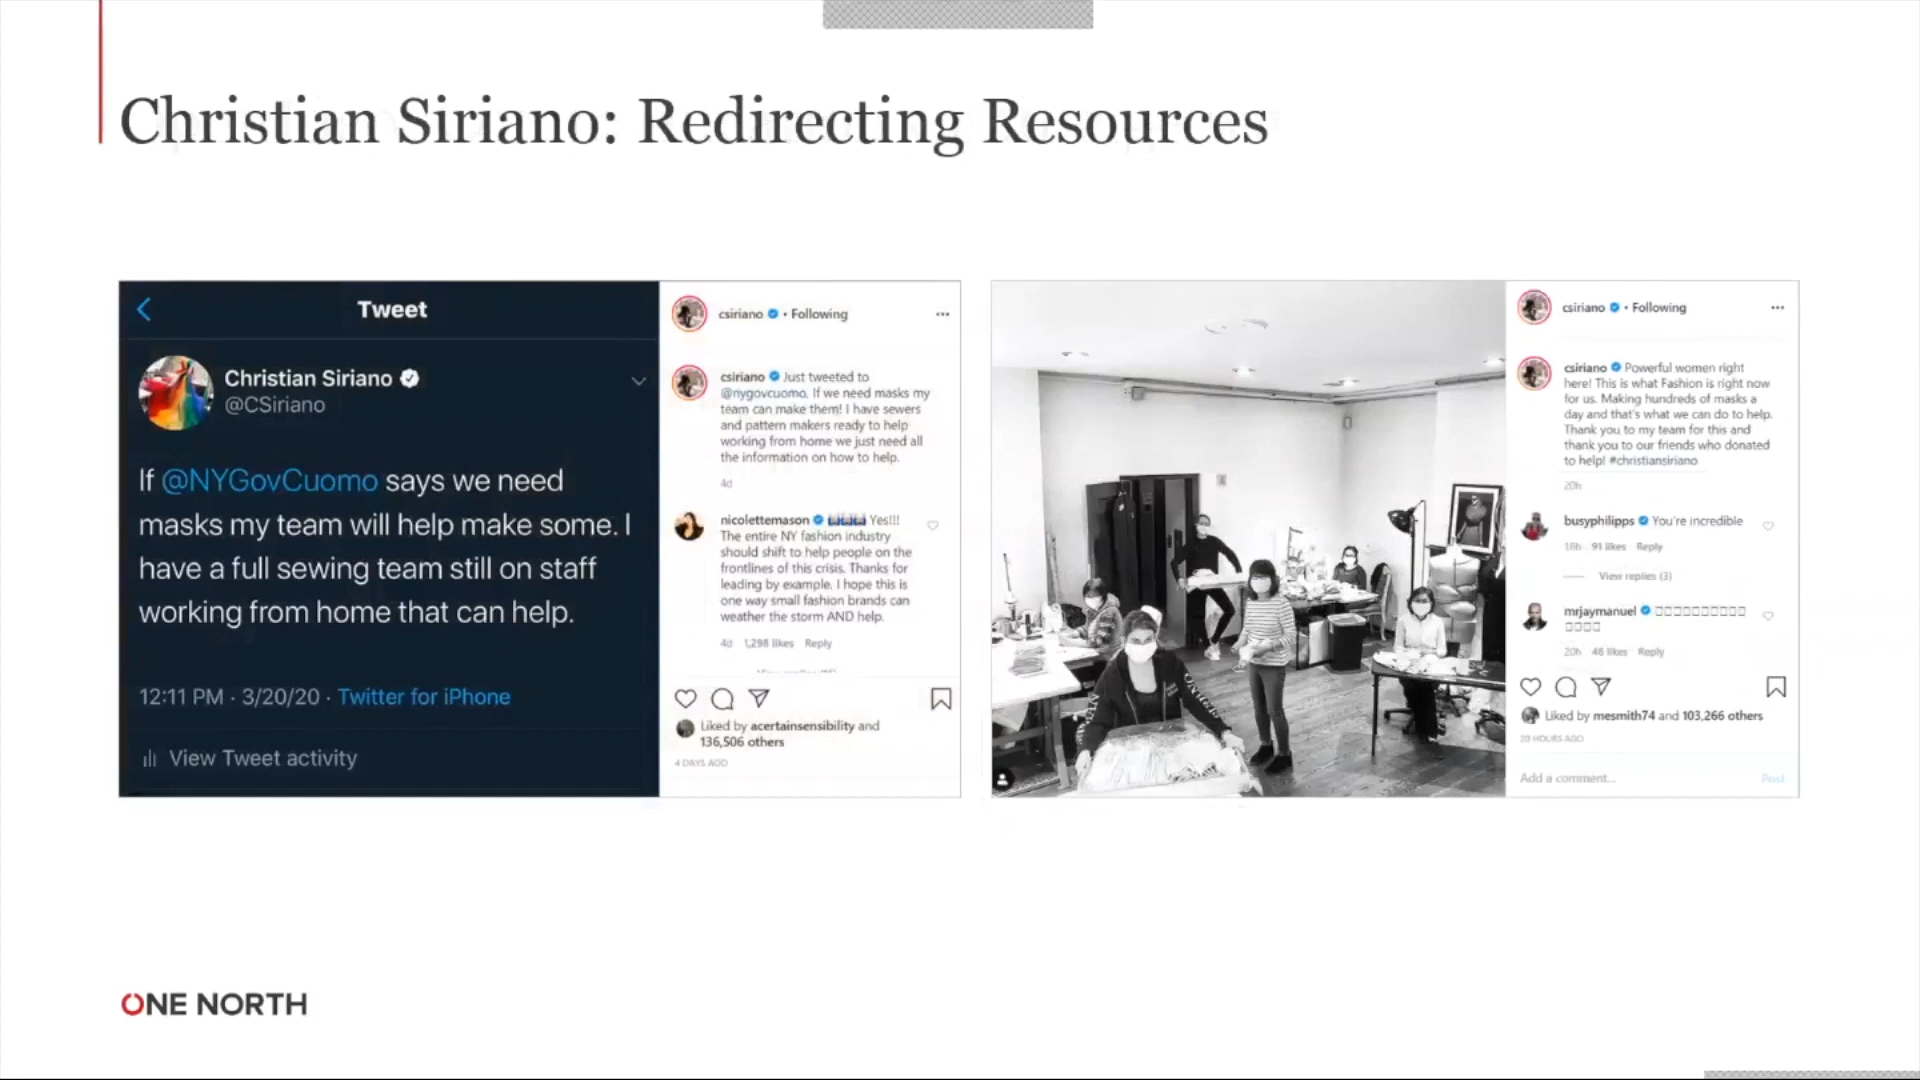 Christian Siriano: Redirecting Resources
Tweet
Christian Siriano
@CSiriano
If @NYGovCuomo says we need
masks my team will help make some. I
have a full sewing team still on staff
working from home that can help.
12:11 PM · 3/20/20 · Twitter for iPhone
View Tweet activity
csiriano • Following
csiriano Just tweeted to
@nygovcuomo. If we need masks my
team can make them! I have sewers
and pattern makers ready to help
working from home we just need all
the information on how to help.
4d
nicolettemason Yes!!!
The entire NY fashion industry
should shift to help people on the
frontlines of this crisis. Thanks for
leading by example. I hope this is
one way small fashion brands can
weather the storm AND help.
4d 1,298 likes Reply
Liked by acertainsensibility and
136,506 others
4 DAYS AGO
csiriano • Following
csiriano Powerful women right
here! This is what Fashion is right now
for us. Making hundreds of masks a
day and that's what we can do to help.
Thank you to my team for this and
thank you to our friends who donated
to help! #christiansiriano
20h
busyphilipps You're incredible
16h 91 likes Reply
View replies (3)
mrjaymanuel
20h 46 likes Reply
Liked by mesmith74 and 103,266 others
20 HOURS AGO
Add a comment... Post
ONE NORTH